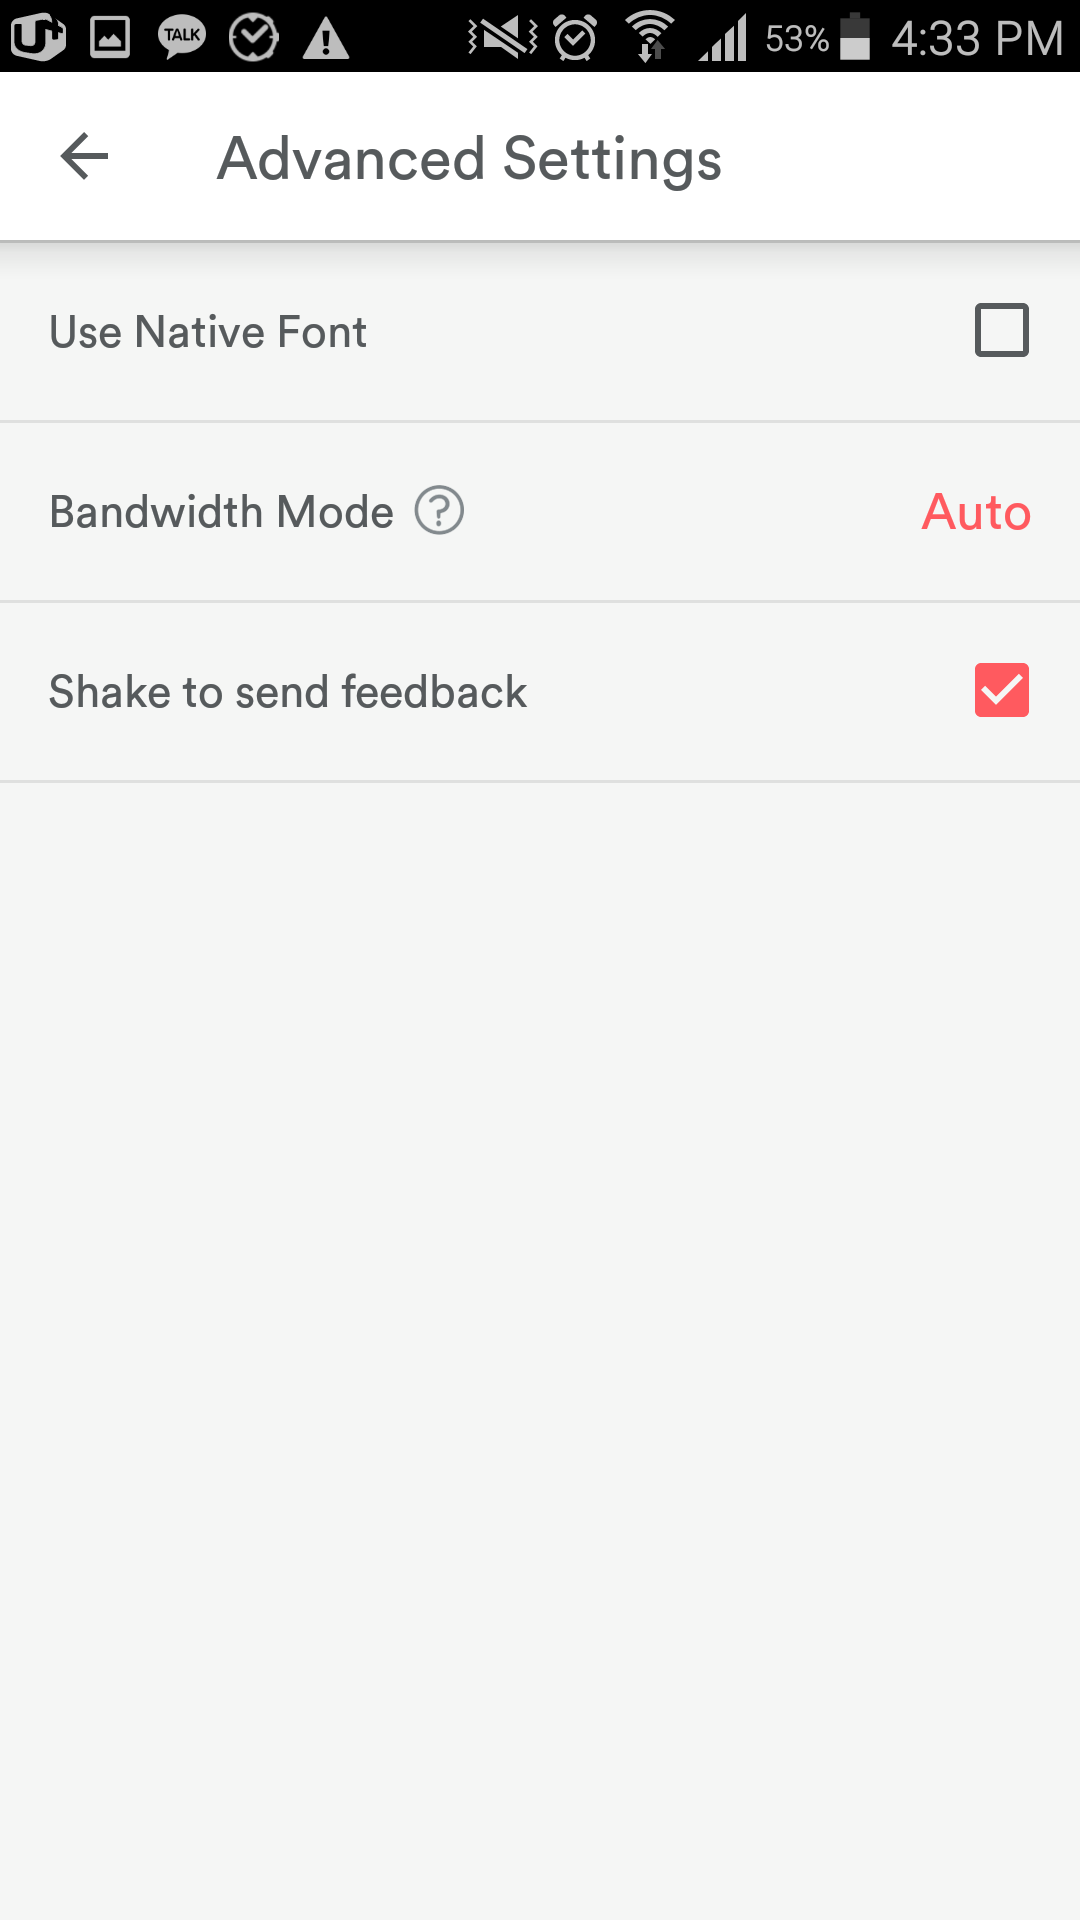 U+ TALK 53% 4:33 PM
Advanced Settings
Use Native Font
Bandwidth Mode ? Auto
Shake to send feedback